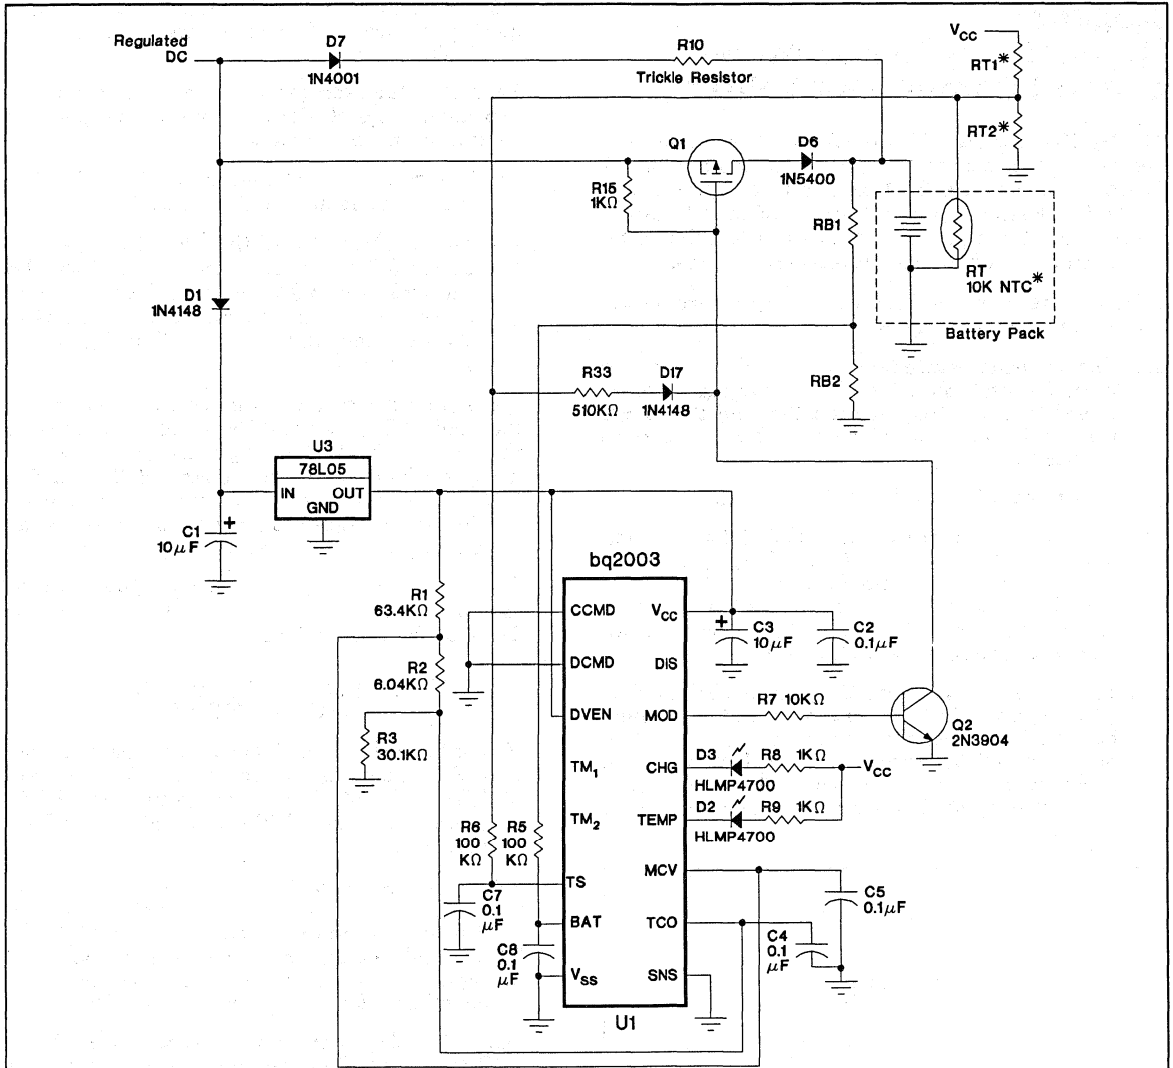 Regulated
DC
D7
1N4001
R10
Trickle Resistor
VCC
RT1*
RT2*
Q1
D6
1N5400
R15
1KΩ
RB1
RT
10K NTC*
Battery Pack
D1
1N4148
R33
510KΩ
D17
1N4148
RB2
U3
78L05
IN OUT
GND
C1
10μF
+
bq2003
R1
63.4KΩ
CCMD
VCC
+
C3
10μF
C2
0.1μF
R2
6.04KΩ
DCMD
DIS
R3
30.1KΩ
DVEN
MOD
R7 10KΩ
Q2
2N3904
TM1
CHG
D3
HLMP4700
R8 1KΩ
VCC
TM2
TEMP
D2
HLMP4700
R9 1KΩ
R6
100
KΩ
R5
100
KΩ
TS
MCV
C7
0.1
μF
C5
0.1μF
BAT
TCO
C8
0.1
μF
C4
0.1
μF
VSS
SNS
U1